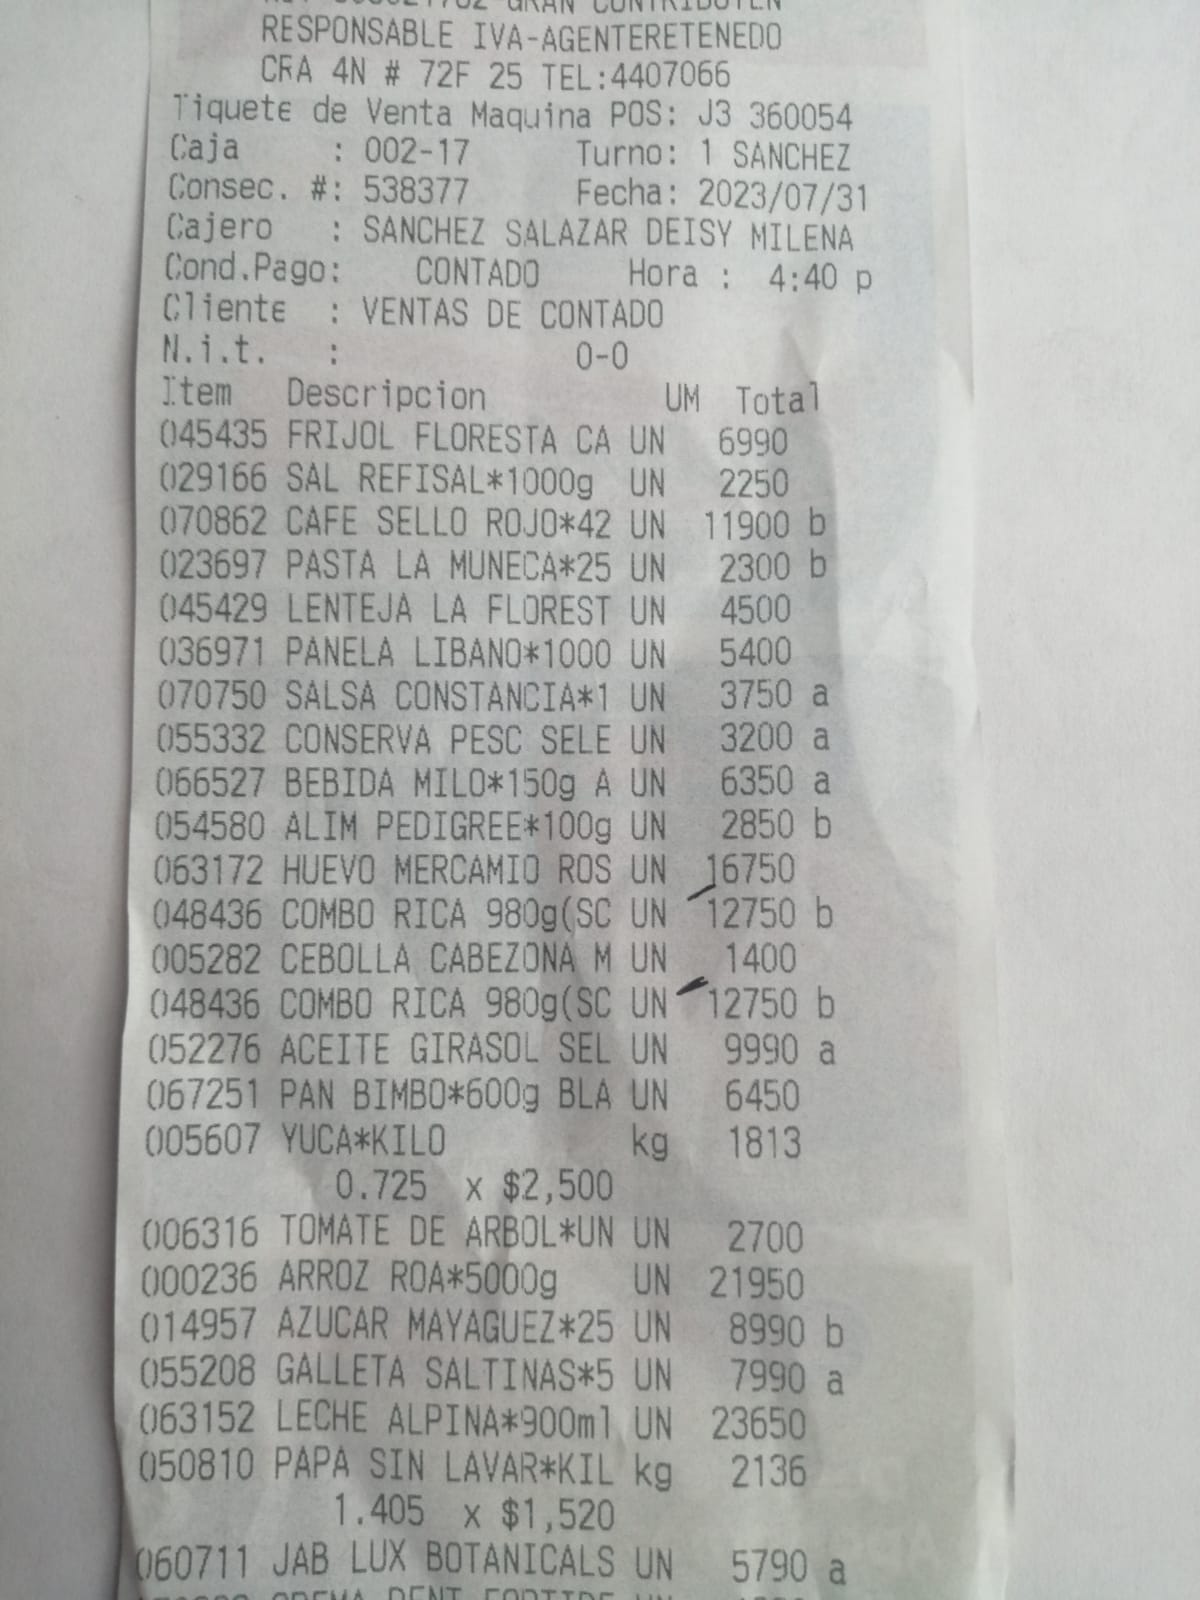 GRAN CONTRIBUYEN
RESPONSABLE IVA-AGENTERETENEDO
CRA 4N # 72F 25 TEL:4407066
Tiquete de Venta Maquina POS: J3 360054
Caja : 002-17 Turno: 1 SANCHEZ
Consec. #: 538377 Fecha: 2023/07/31
Cajero : SANCHEZ SALAZAR DEISY MILENA
Cond.Pago: CONTADO Hora : 4:40 p
Cliente : VENTAS DE CONTADO
N.i.t. : 0-0
Item Descripcion UM Total
045435 FRIJOL FLORESTA CA UN 6990
029166 SAL REFISAL*1000g UN 2250
070862 CAFE SELLO ROJO*42 UN 11900 b
023697 PASTA LA MUNECA*25 UN 2300 b
045429 LENTEJA LA FLOREST UN 4500
036971 PANELA LIBANO*1000 UN 5400
070750 SALSA CONSTANCIA*1 UN 3750 a
055332 CONSERVA PESC SELE UN 3200 a
066527 BEBIDA MILO*150g A UN 6350 a
054580 ALIM PEDIGREE*100g UN 2850 b
063172 HUEVO MERCAMIO ROS UN 16750
048436 COMBO RICA 980g(SC UN 12750 b
005282 CEBOLLA CABEZONA M UN 1400
048436 COMBO RICA 980g(SC UN 12750 b
052276 ACEITE GIRASOL SEL UN 9990 a
067251 PAN BIMBO*600g BLA UN 6450
005607 YUCA*KILO kg 1813
0.725 x $2,500
006316 TOMATE DE ARBOL*UN UN 2700
000236 ARROZ ROA*5000g UN 21950
014957 AZUCAR MAYAGUEZ*25 UN 8990 b
055208 GALLETA SALTINAS*5 UN 7990 a
063152 LECHE ALPINA*900ml UN 23650
050810 PAPA SIN LAVAR*KIL kg 2136
1.405 x $1,520
060711 JAB LUX BOTANICALS UN 5790 a